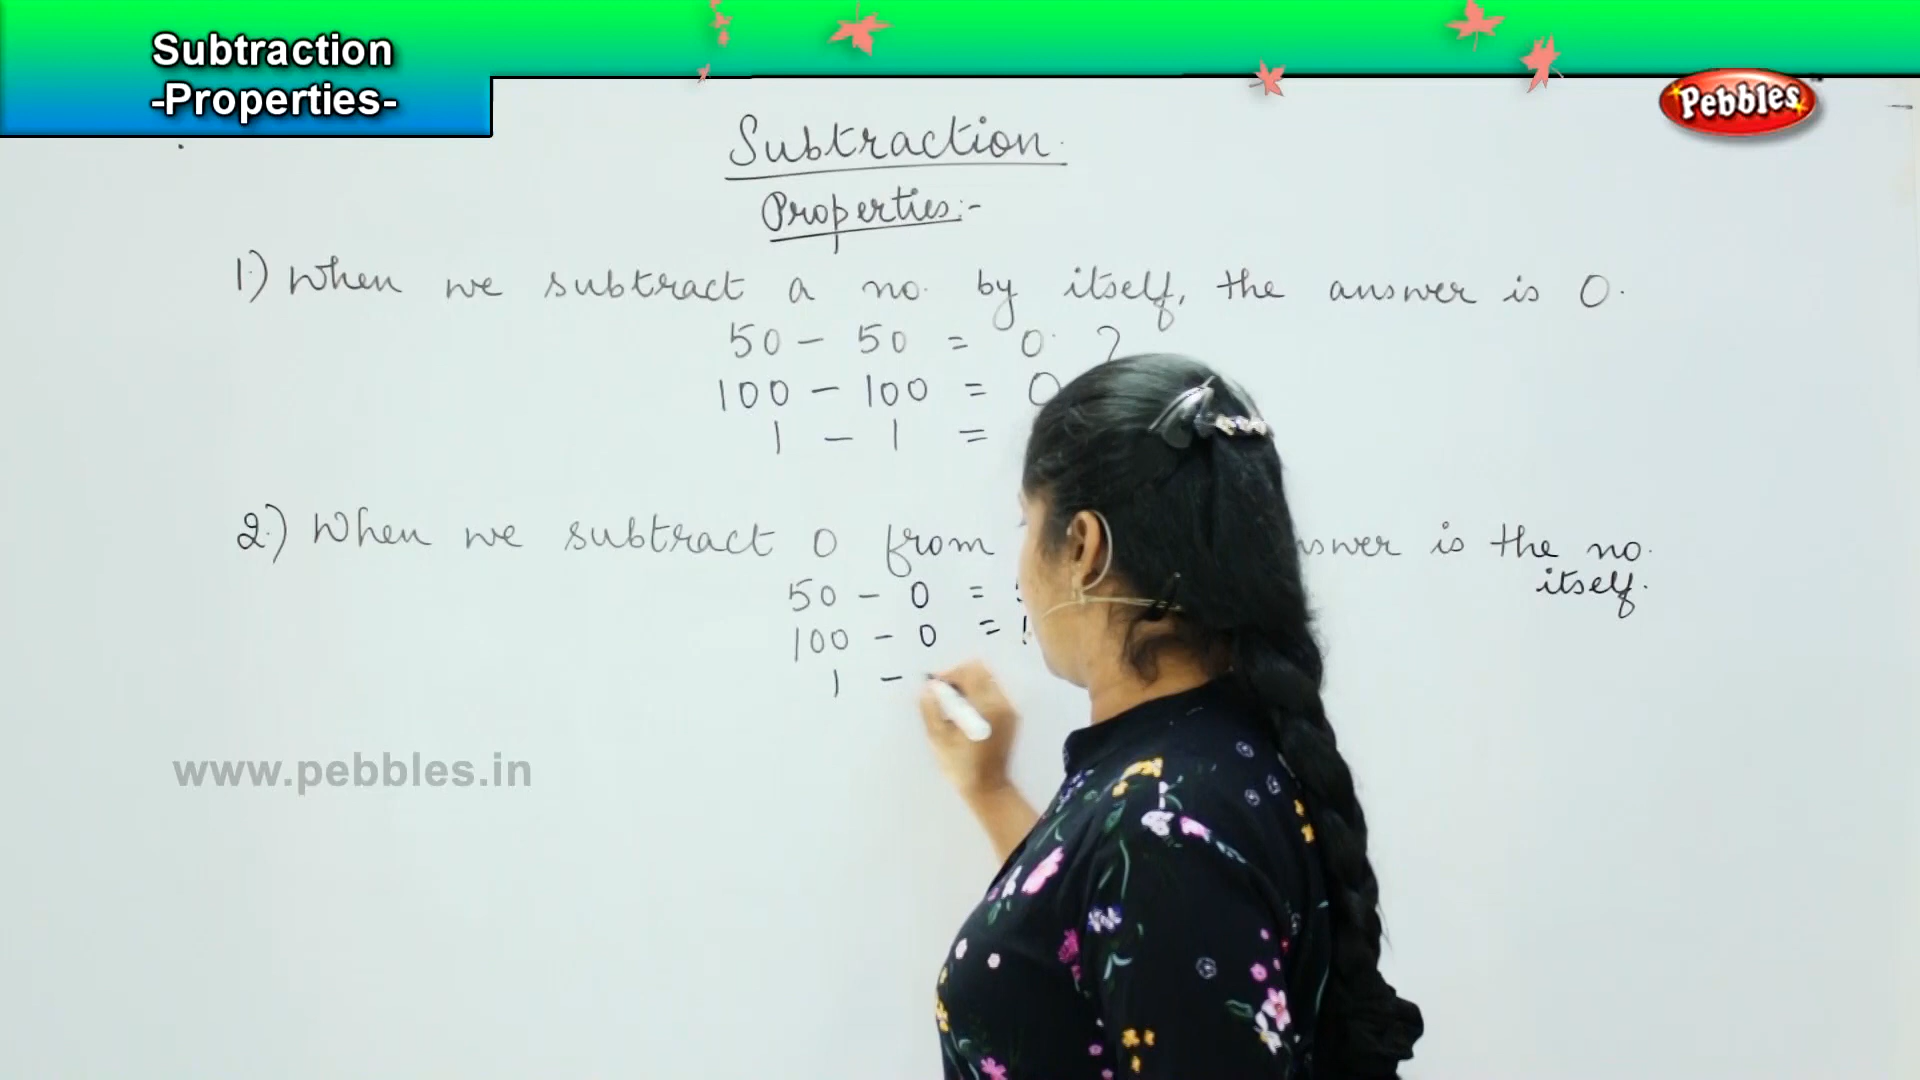 Subtraction
-Properties-
Pebbles
Subtraction.
Properties:-
1.) When we subtract a no. by itself, the answer is 0.
50 - 50 = 0.
100 - 100 = 0
1 - 1 =
2.) When we subtract 0 from is the no.
itself.
50 - 0 =
100 - 0 =
1 -
www.pebbles.in